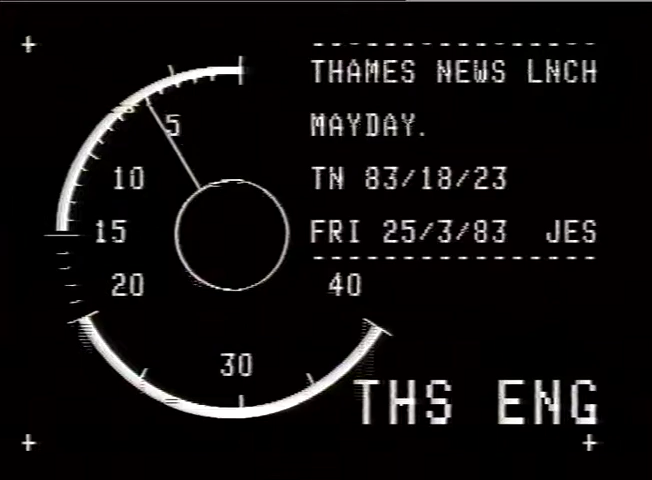 THAMES NEWS LNCH
MAYDAY.
TN 83/18/23
FRI 25/3/83 JES
5
10
15
20
30
40
THS ENG